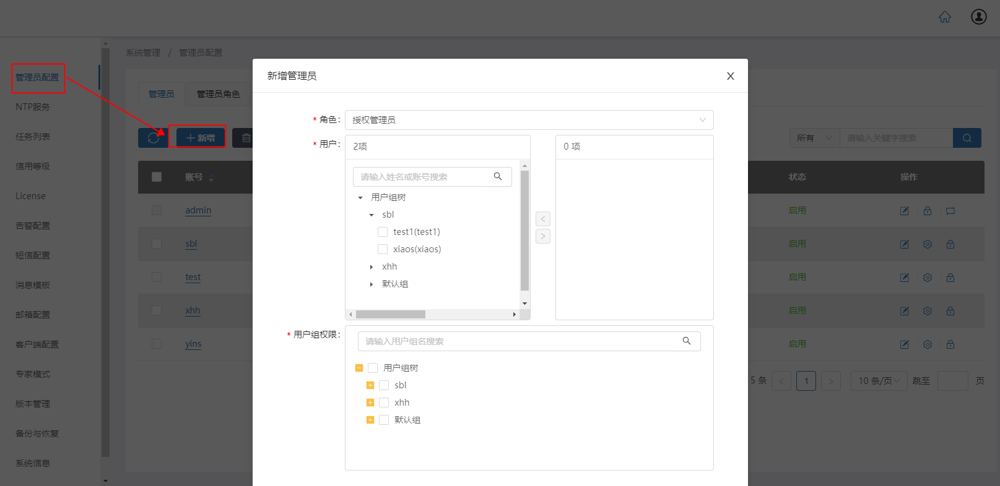 系统管理 / 管理员配置
管理员配置
NTP服务
任务列表
信用等级
License
告警配置
短信配置
消息模板
邮箱配置
客户端配置
专家模式
版本管理
备份与恢复
系统信息
管理员
管理员角色
新增
所有
请输入关键字搜索
账号
状态
操作
admin
启用
sbl
启用
test
启用
xhh
启用
yins
启用
5 条
1
10 条/页
跳至
页
新增管理员
X
* 角色:
授权管理员
* 用户:
2项
请输入姓名或账号搜索
用户组树
sbl
test1(test1)
xiaos(xiaos)
xhh
默认组
0 项
* 用户组权限:
请输入用户组名搜索
用户组树
sbl
xhh
默认组